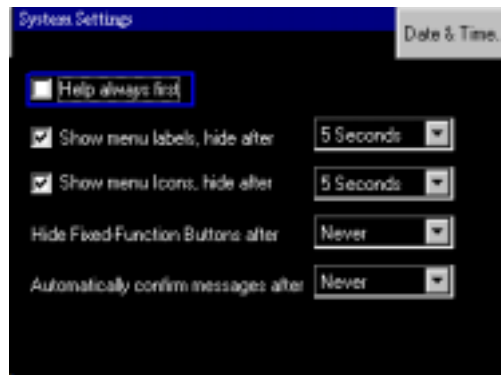 System Settings
Date & Time.
Help always first
Show menu labels, hide after 5 Seconds
Show menu Icons, hide after 5 Seconds
Hide Fixed-Function Buttons after Never
Automatically confirm messages after Never